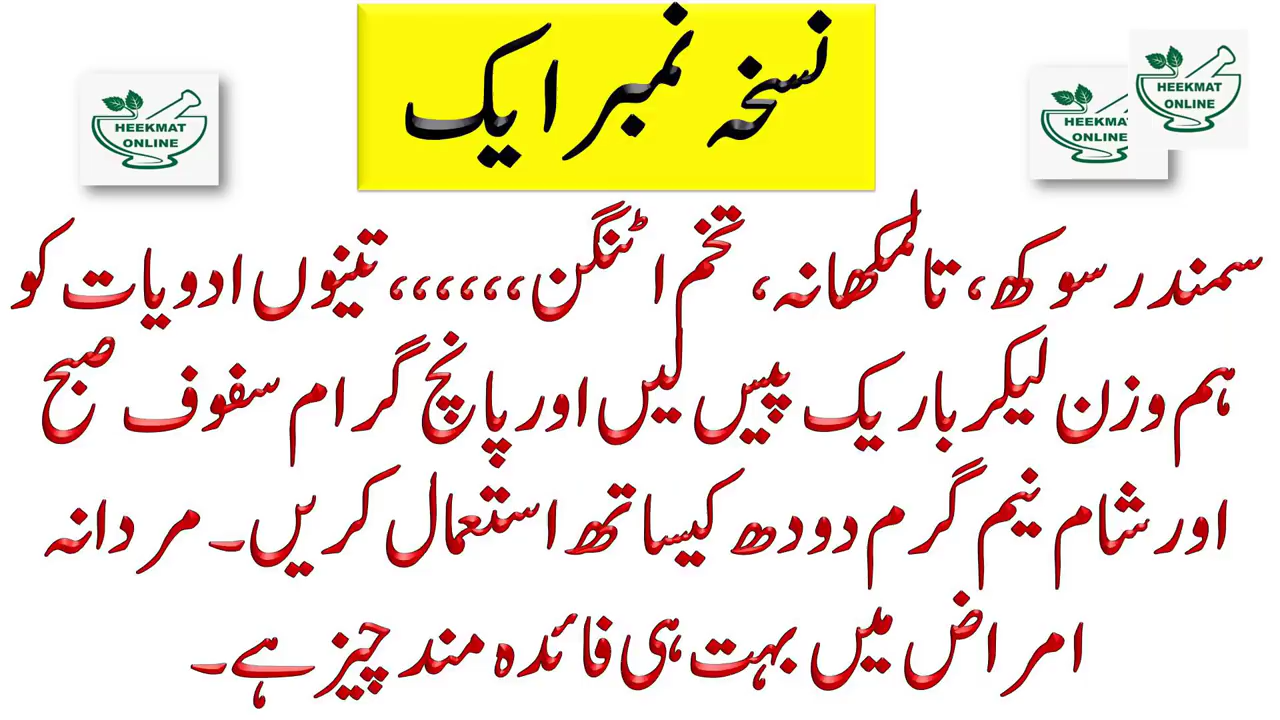 نسخہ نمبر ایک
HEEKMAT
ONLINE
HEEKMAT
ONLINE
HEEKMAT
ONLINE
سمندر سوکھ، تالمکھانہ، تخم اٹنگن،،،،،، تینوں ادویات کو
ہم وزن لیکر باریک پیس لیں اور پانچ گرام سفوف صبح
اور شام نیم گرم دودھ کیساتھ استعمال کریں۔ مردانہ
امراض میں بہت ہی فائدہ مند چیز ہے۔